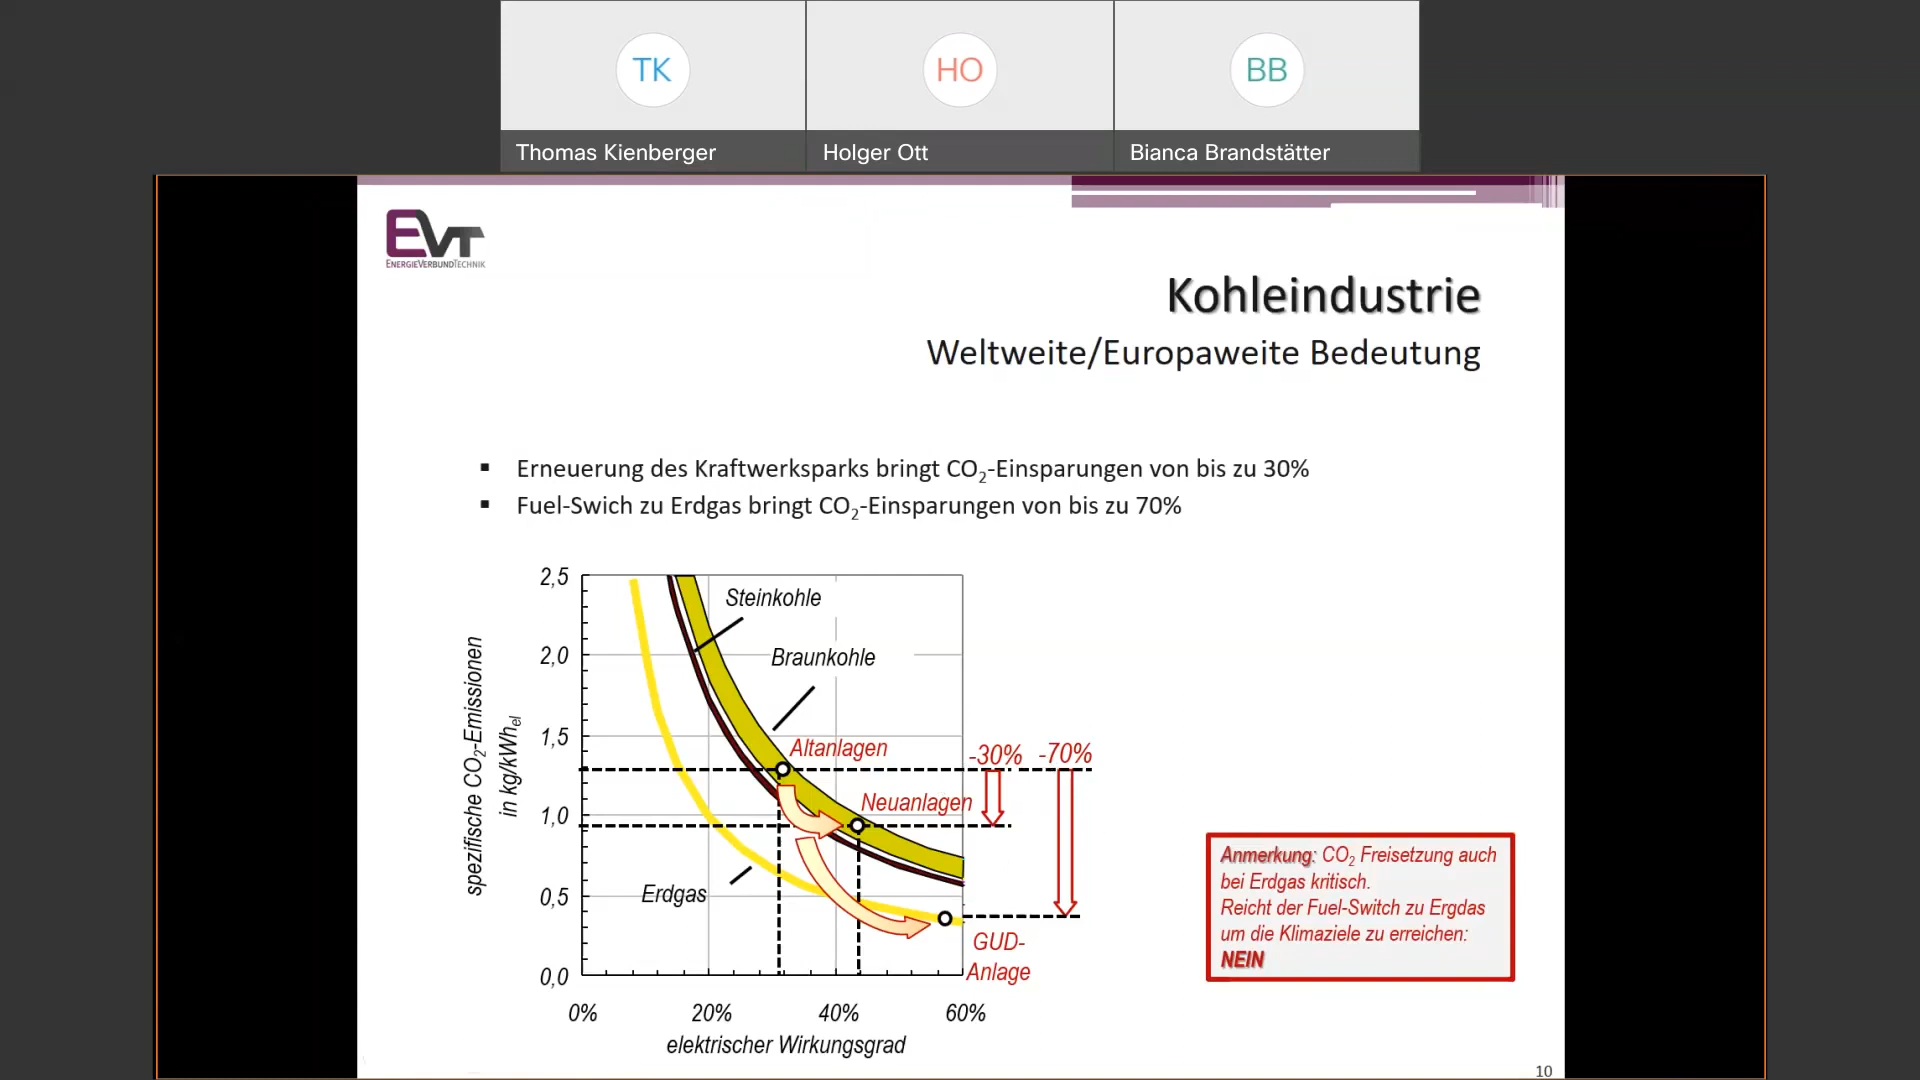 TK
HO
BB
Thomas Kienberger
Holger Ott
Bianca Brandstätter
EVT
ENERGIEVERBUNDTECHNIK
Kohleindustrie
Weltweite/Europaweite Bedeutung
▪ Erneuerung des Kraftwerksparks bringt CO₂-Einsparungen von bis zu 30%
▪ Fuel-Swich zu Erdgas bringt CO₂-Einsparungen von bis zu 70%
spezifische CO₂-Emissionen
in kg/kWhel
2,5
2,0
1,5
1,0
0,5
0,0
Steinkohle
Braunkohle
Altanlagen
-30%
-70%
Neuanlagen
Erdgas
GUD-
Anlage
0%
20%
40%
60%
elektrischer Wirkungsgrad
Anmerkung: CO₂ Freisetzung auch
bei Erdgas kritisch.
Reicht der Fuel-Switch zu Ergdas
um die Klimaziele zu erreichen:
NEIN
10